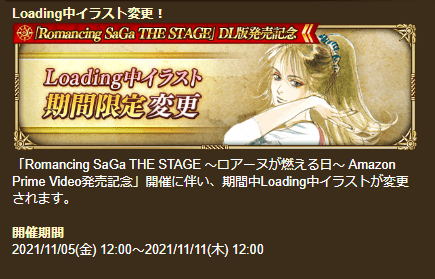 Loading中イラスト変更！
「Romancing SaGa THE STAGE」DL版発売記念
Loading中イラスト
期間限定変更
「Romancing SaGa THE STAGE ～ロアーヌが燃える日～ Amazon
Prime Video発売記念」開催に伴い、期間中Loading中イラストが変更
されます。
開催期間
2021/11/05(金) 12:00～2021/11/11(木) 12:00